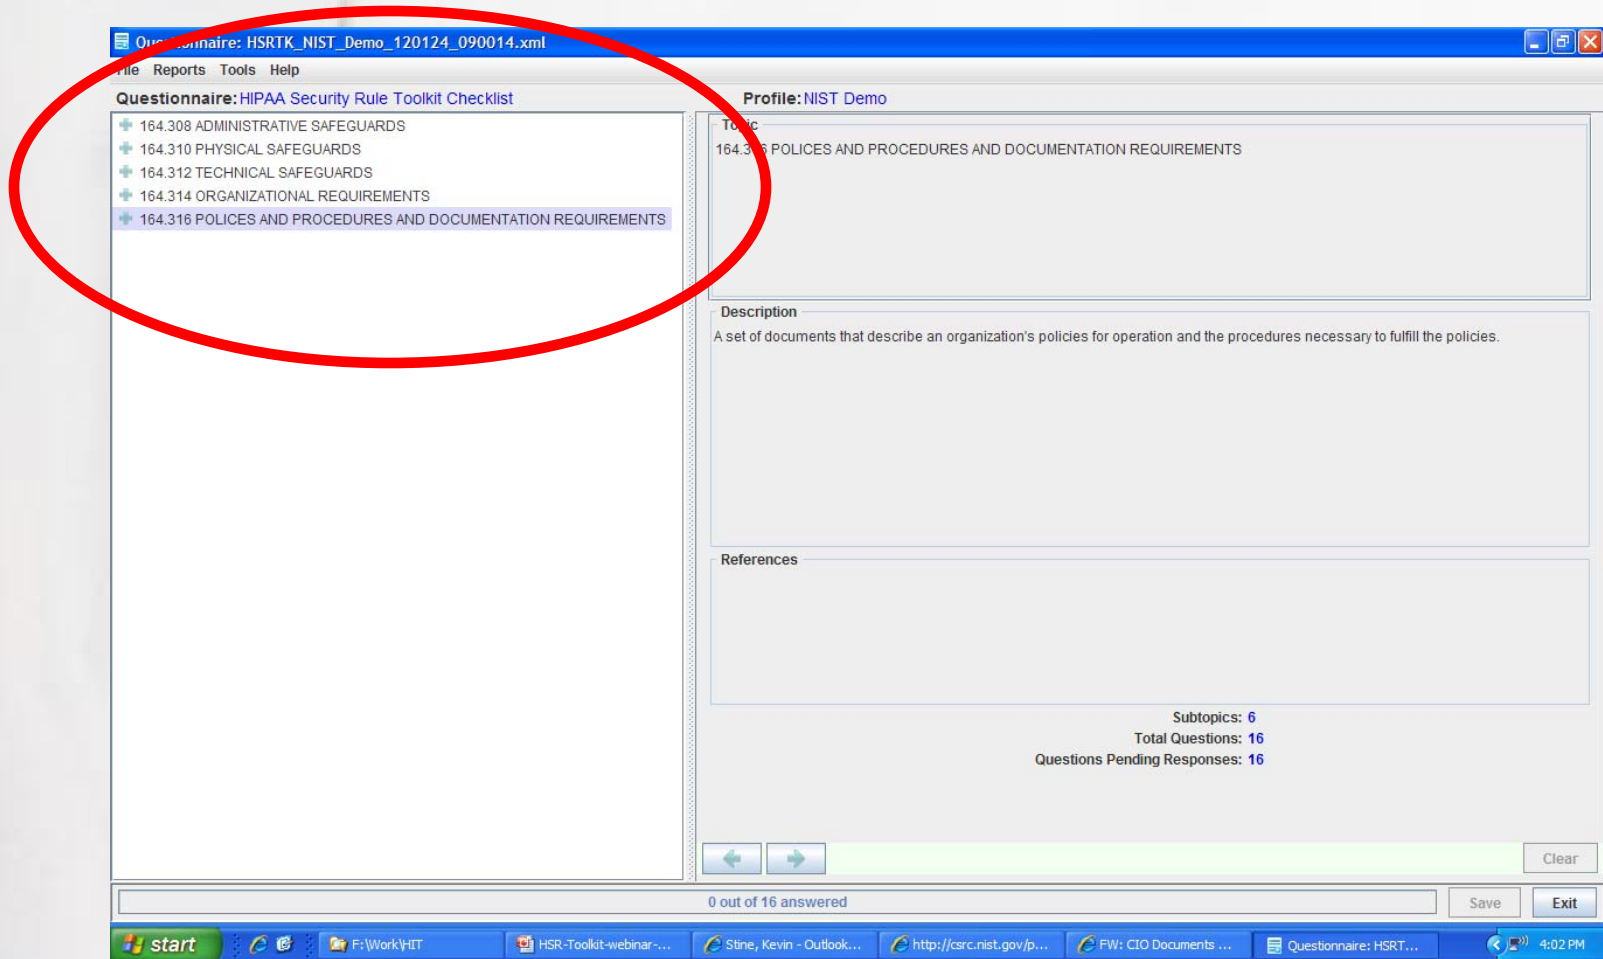 Questionnaire: HSRTK_NIST_Demo_120124_090014.xml
File Reports Tools Help
Questionnaire: HIPAA Security Rule Toolkit Checklist
Profile: NIST Demo
164.308 ADMINISTRATIVE SAFEGUARDS
164.310 PHYSICAL SAFEGUARDS
164.312 TECHNICAL SAFEGUARDS
164.314 ORGANIZATIONAL REQUIREMENTS
164.316 POLICES AND PROCEDURES AND DOCUMENTATION REQUIREMENTS
Topic
164.316 POLICES AND PROCEDURES AND DOCUMENTATION REQUIREMENTS
Description
A set of documents that describe an organization's policies for operation and the procedures necessary to fulfill the policies.
References
Subtopics: 6
Total Questions: 16
Questions Pending Responses: 16
Clear
0 out of 16 answered
Save
Exit
start
F:\Work\HIT
HSR-Toolkit-webinar-...
Stine, Kevin - Outlook...
http://csrc.nist.gov/p...
FW: CIO Documents ...
Questionnaire: HSRT...
4:02 PM